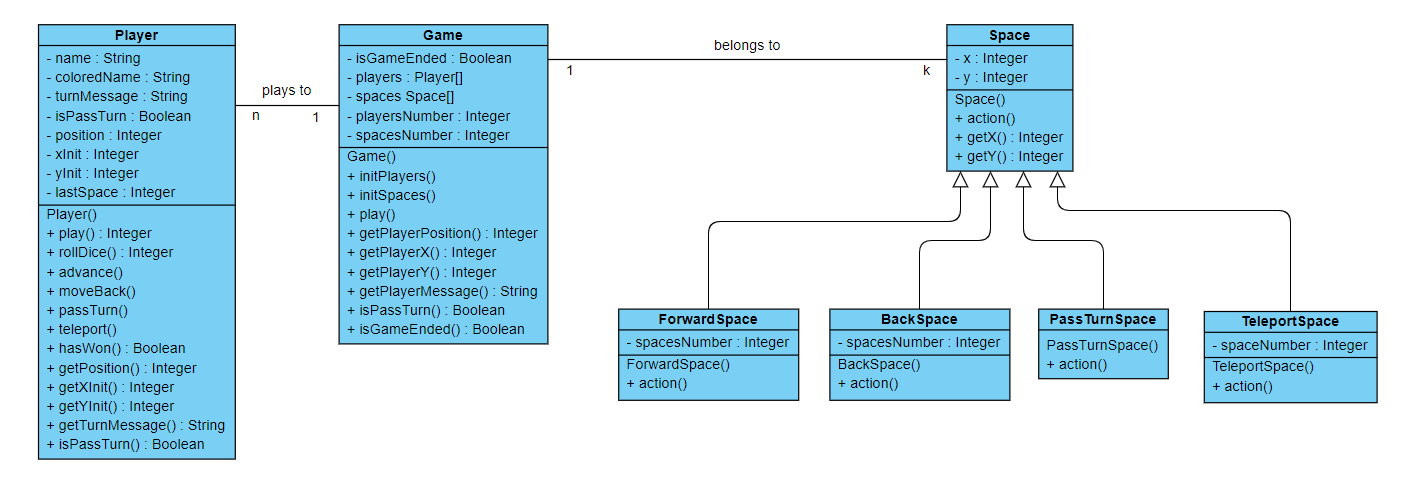 Player
- name : String
- coloredName : String
- turnMessage : String
- isPassTurn : Boolean
- position : Integer
- xInit : Integer
- yInit : Integer
- lastSpace : Integer
Player()
+ play() : Integer
+ rollDice() : Integer
+ advance()
+ moveBack()
+ passTurn()
+ teleport()
+ hasWon() : Boolean
+ getPosition() : Integer
+ getXInit() : Integer
+ getYInit() : Integer
+ getTurnMessage() : String
+ isPassTurn() : Boolean
plays to
n
1
Game
- isGameEnded : Boolean
- players : Player[]
- spaces Space[]
- playersNumber : Integer
- spacesNumber : Integer
Game()
+ initPlayers()
+ initSpaces()
+ play()
+ getPlayerPosition() : Integer
+ getPlayerX() : Integer
+ getPlayerY() : Integer
+ getPlayerMessage() : String
+ isPassTurn() : Boolean
+ isGameEnded() : Boolean
belongs to
1
k
Space
- x : Integer
- y : Integer
Space()
+ action()
+ getX() : Integer
+ getY() : Integer
ForwardSpace
- spacesNumber : Integer
ForwardSpace()
+ action()
BackSpace
- spacesNumber : Integer
BackSpace()
+ action()
PassTurnSpace
PassTurnSpace()
+ action()
TeleportSpace
- spaceNumber : Integer
TeleportSpace()
+ action()